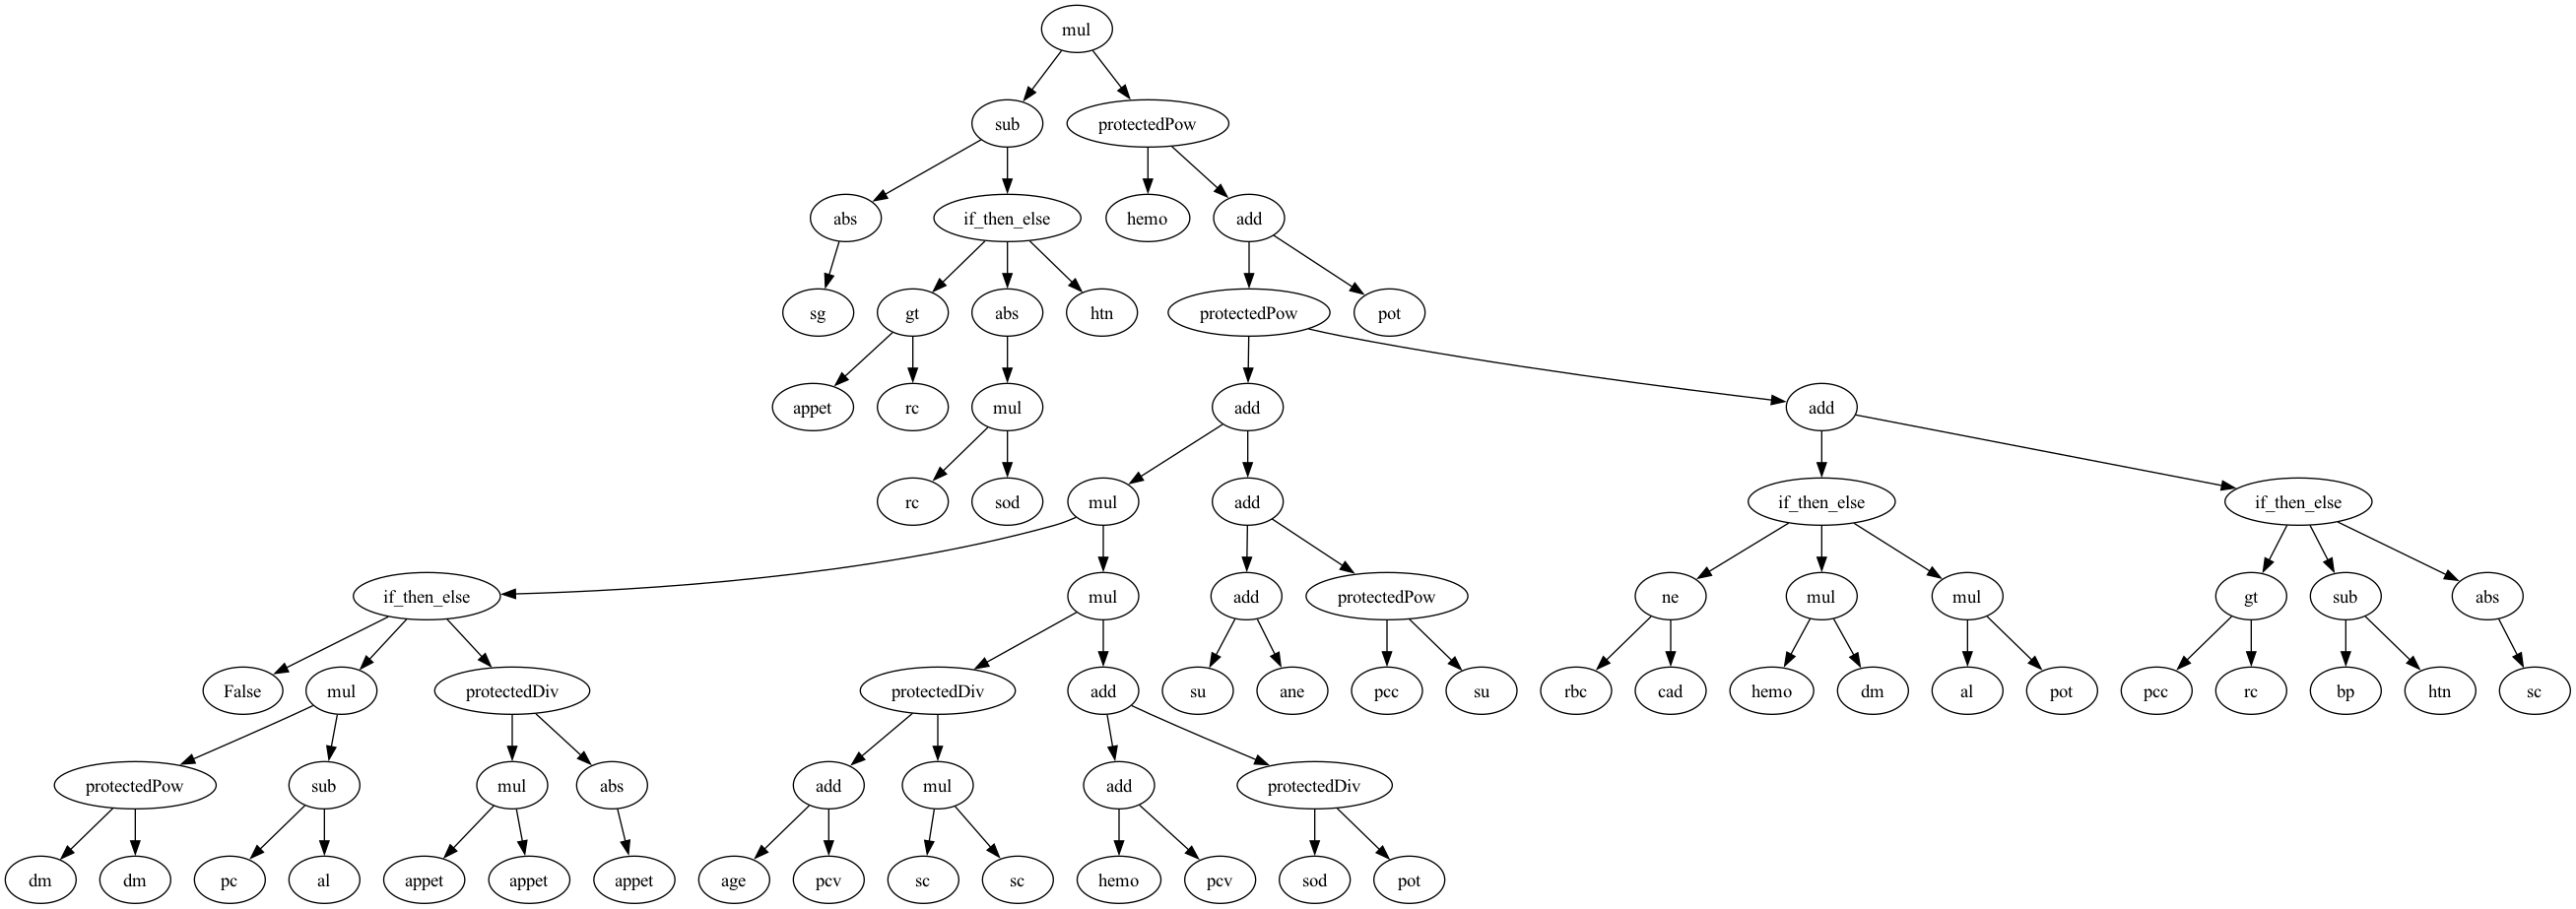 mul
sub protectedPow
abs if_then_else hemo add
sg gt abs htn protectedPow pot
appet rc mul add add
rc sod mul add if_then_else if_then_else
if_then_else mul add protectedPow ne mul mul gt sub abs
False mul protectedDiv protectedDiv add su ane pcc su rbc cad hemo dm al pot pcc rc bp htn sc
protectedPow sub mul abs add mul add protectedDiv
dm dm pc al appet appet appet age pcv sc sc hemo pcv sod pot